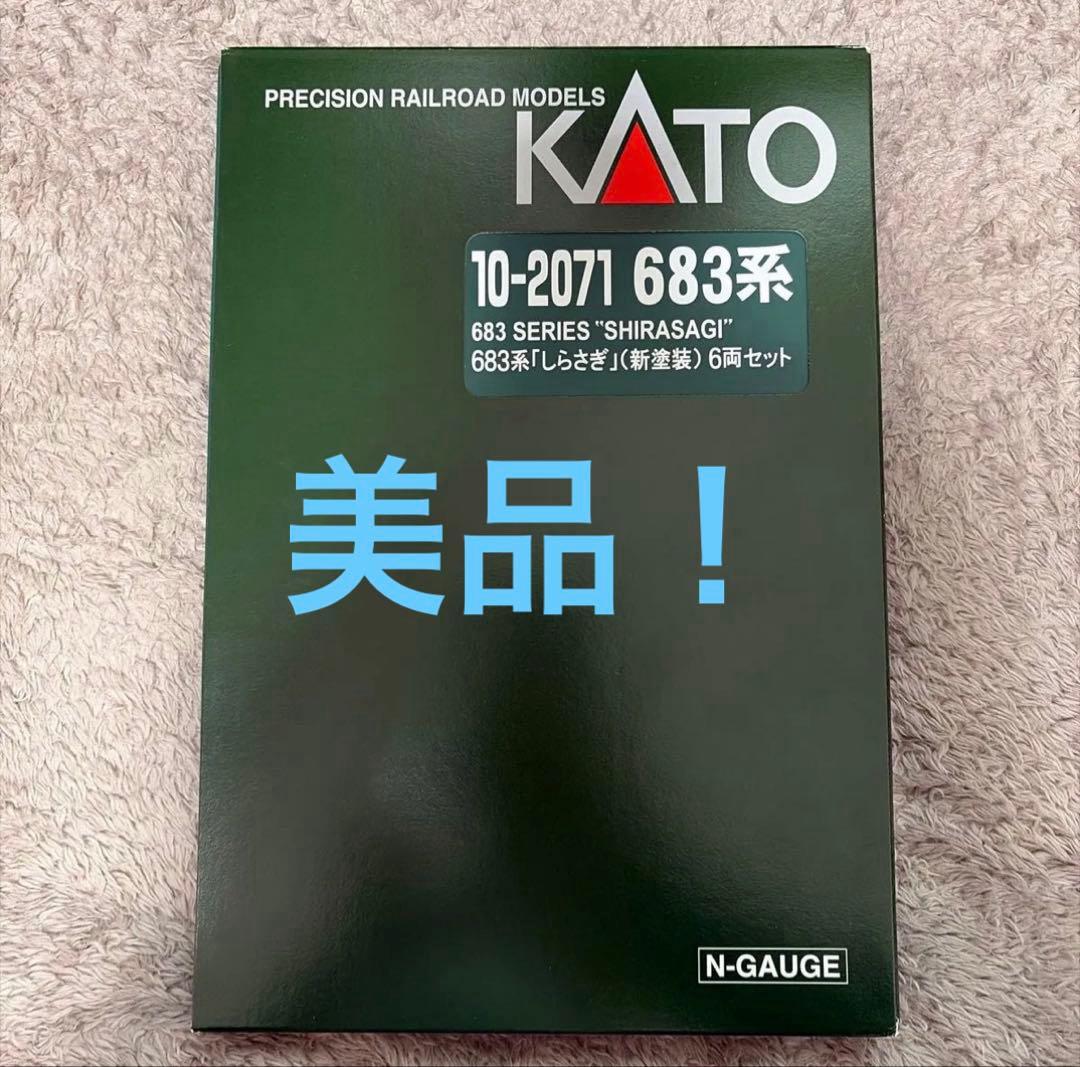 PRECISION RAILROAD MODELS
KATO
10-2071 683系
683 SERIES "SHIRASAGI"
683系「しらさぎ」(新塗装) 6両セット
美品！
N-GAUGE